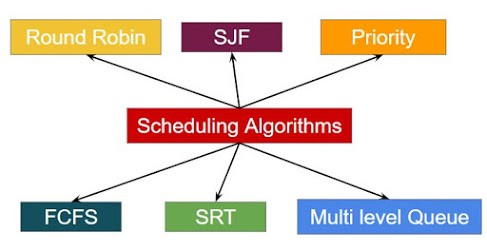 Round Robin
SJF
Priority
Scheduling Algorithms
FCFS
SRT
Multi level Queue